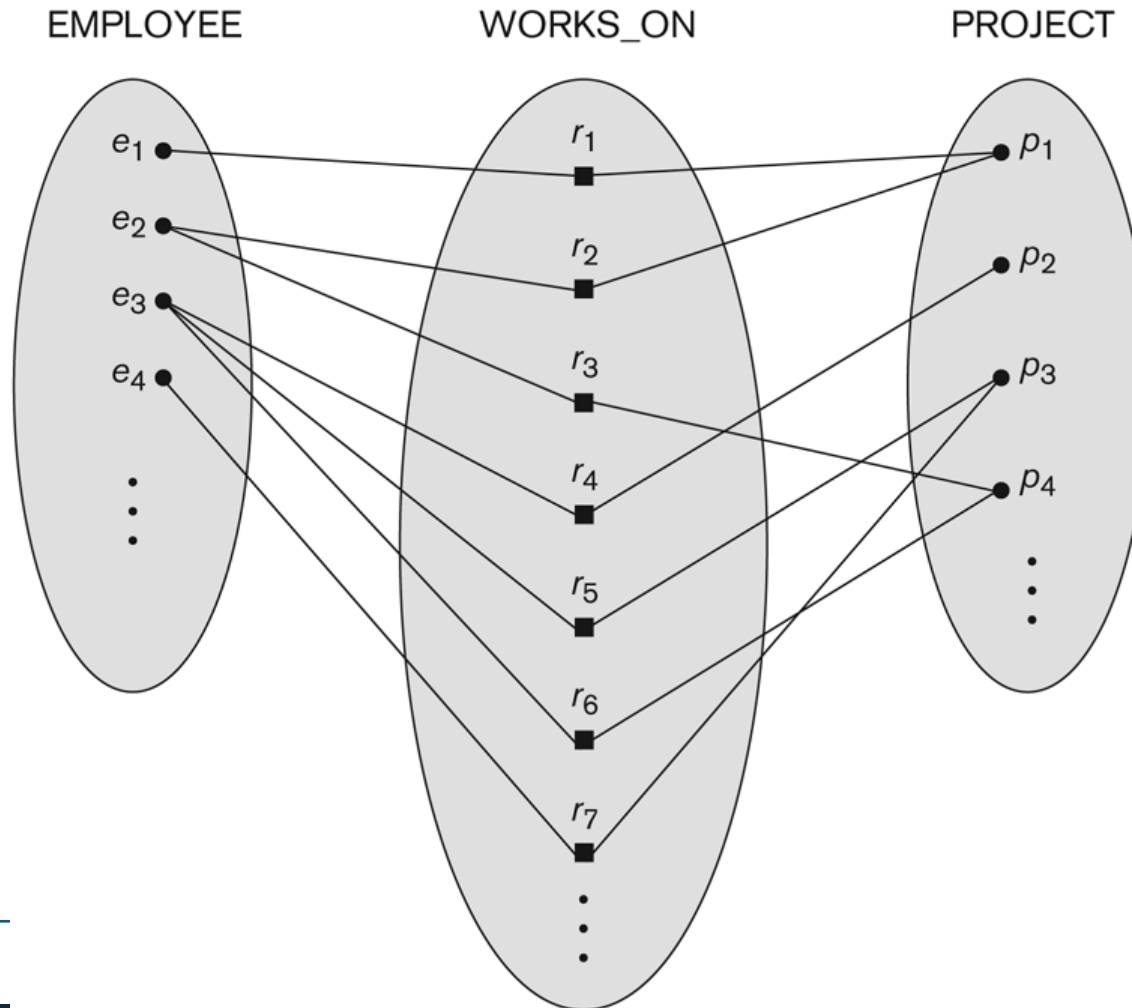 EMPLOYEE WORKS_ON PROJECT
e1 r1 p1
e2 r2 p2
e3 r3 p3
e4 r4 p4
r5
r6
r7